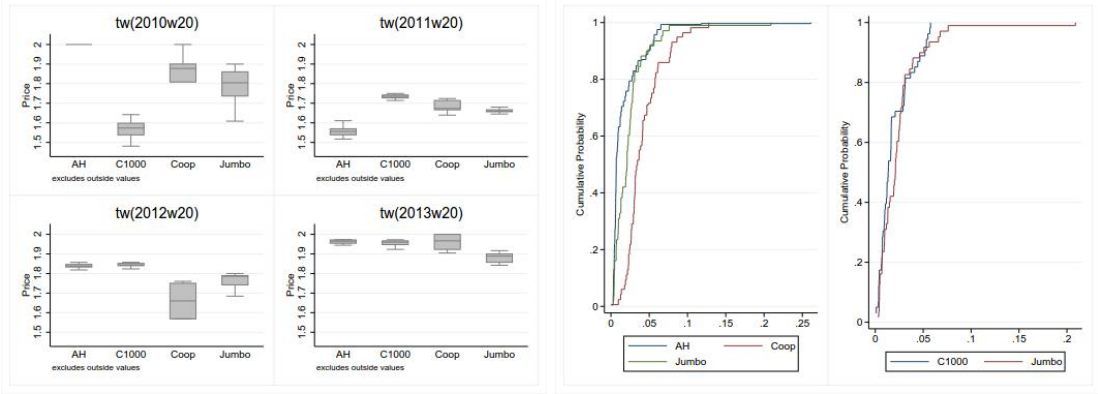 tw(2010w20)
Price
1.5 1.6 1.7 1.8 1.9 2
AH C1000 Coop Jumbo
excludes outside values
tw(2011w20)
Price
1.5 1.6 1.7 1.8 1.9 2
AH C1000 Coop Jumbo
excludes outside values
tw(2012w20)
Price
1.5 1.6 1.7 1.8 1.9 2
AH C1000 Coop Jumbo
excludes outside values
tw(2013w20)
Price
1.5 1.6 1.7 1.8 1.9 2
AH C1000 Coop Jumbo
excludes outside values
Cumulative Probability
1
.8
.6
.4
.2
0
0 .05 .1 .15 .2 .25
AH Coop
Jumbo
Cumulative Probability
1
.8
.6
.4
.2
0
0 .05 .1 .15 .2
C1000 Jumbo